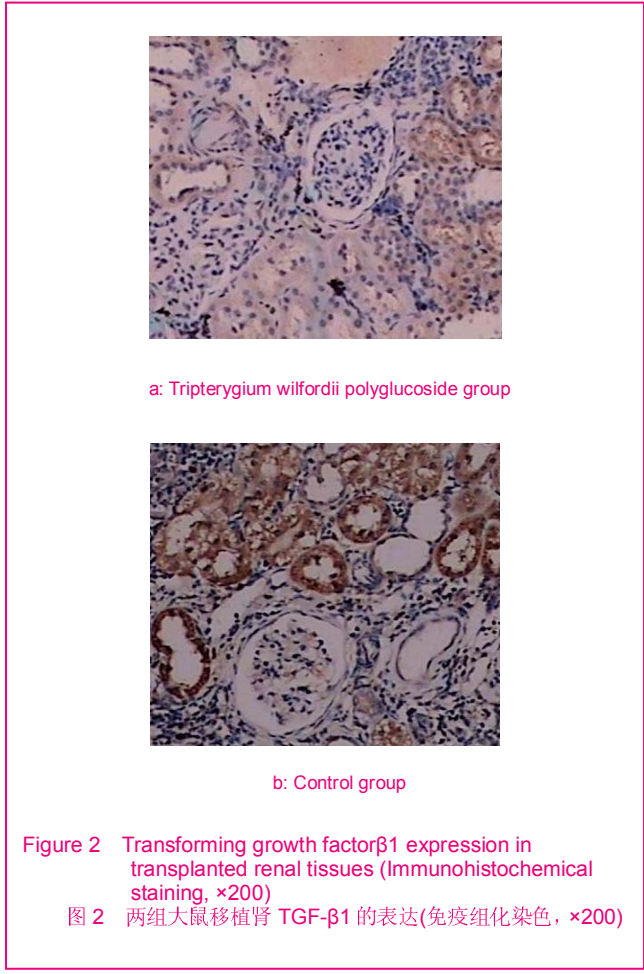 a: Tripterygium wilfordii polyglucoside group
b: Control group
Figure 2 Transforming growth factorβ1 expression in
transplanted renal tissues (Immunohistochemical
staining, ×200)
图 2 两组大鼠移植肾 TGF-β1 的表达(免疫组化染色，×200)